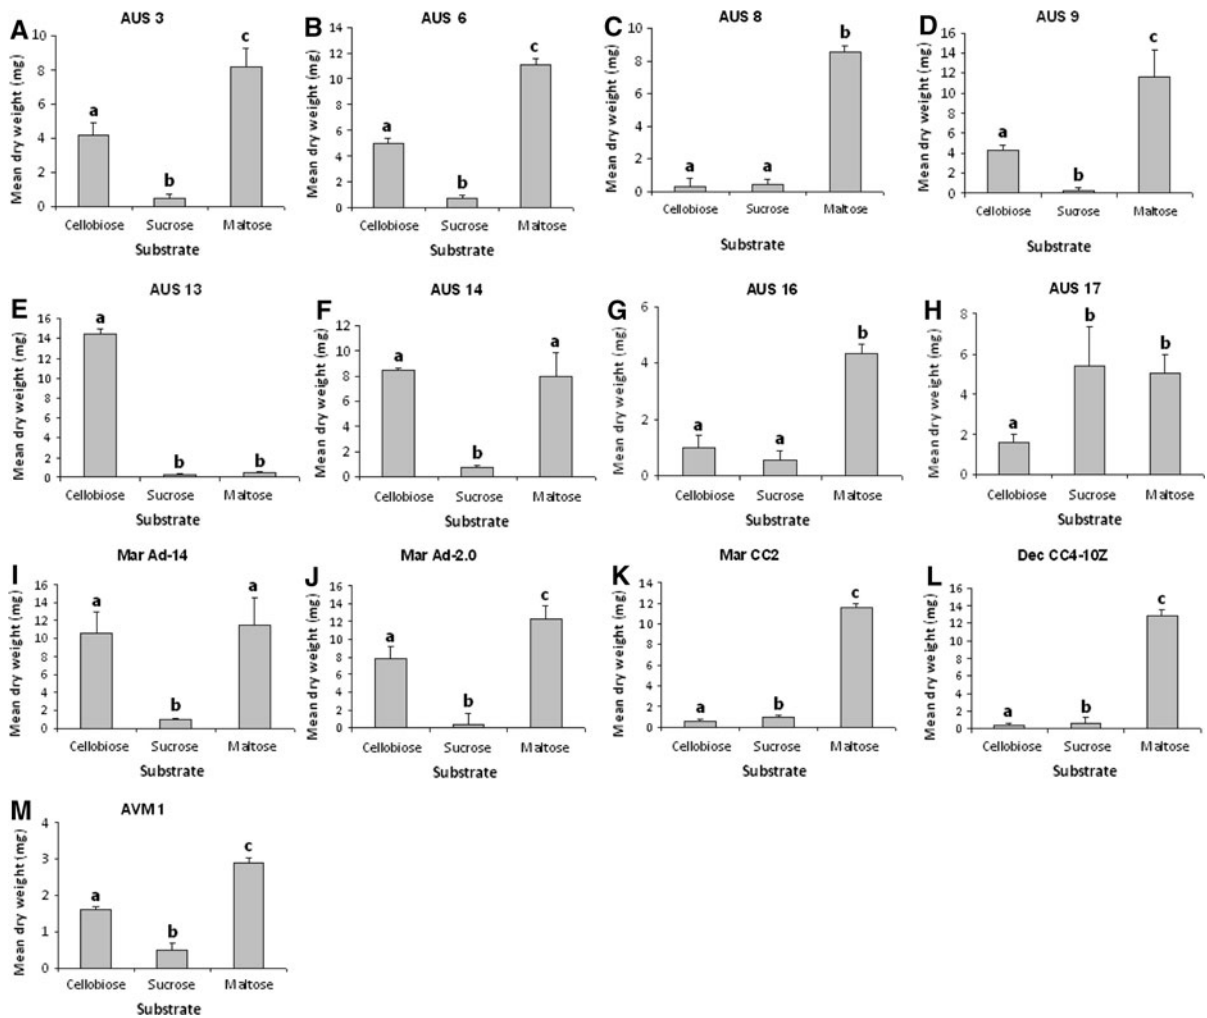 A
AUS 3
Mean dry weight (mg)
10
8
6
4
2
0
a
b
c
Cellobiose Sucrose Maltose
Substrate
B
AUS 6
Mean dry weight (mg)
14
12
10
8
6
4
2
0
a
b
c
Cellobiose Sucrose Maltose
Substrate
C
AUS 8
Mean dry weight (mg)
10
8
6
4
2
0
a
a
b
Cellobiose Sucrose Maltose
Substrate
D
AUS 9
Mean dry weight (mg)
16
14
12
10
8
6
4
2
0
a
b
c
Cellobiose Sucrose Maltose
Substrate
E
AUS 13
Mean dry weight (mg)
16
14
12
10
8
6
4
2
0
a
b
b
Cellobiose Sucrose Maltose
Substrate
F
AUS 14
Mean dry weight (mg)
12
10
8
6
4
2
0
a
b
a
Cellobiose Sucrose Maltose
Substrate
G
AUS 16
Mean dry weight (mg)
6
4
2
0
a
a
b
Cellobiose Sucrose Maltose
Substrate
H
AUS 17
Mean dry weight (mg)
8
6
4
2
0
a
b
b
Cellobiose Sucrose Maltose
Substrate
I
Mar Ad-14
Mean dry weight (mg)
16
14
12
10
8
6
4
2
0
a
b
a
Cellobiose Sucrose Maltose
Substrate
J
Mar Ad-2.0
Mean dry weight (mg)
16
14
12
10
8
6
4
2
0
a
b
c
Cellobiose Sucrose Maltose
Substrate
K
Mar CC2
Mean dry weight (mg)
14
12
10
8
6
4
2
0
a
b
c
Cellobiose Sucrose Maltose
Substrate
L
Dec CC4-10Z
Mean dry weight (mg)
16
14
12
10
8
6
4
2
0
a
b
c
Cellobiose Sucrose Maltose
Substrate
M
AVM1
Mean dry weight (mg)
4
3
2
1
0
a
b
c
Cellobiose Sucrose Maltose
Substrate